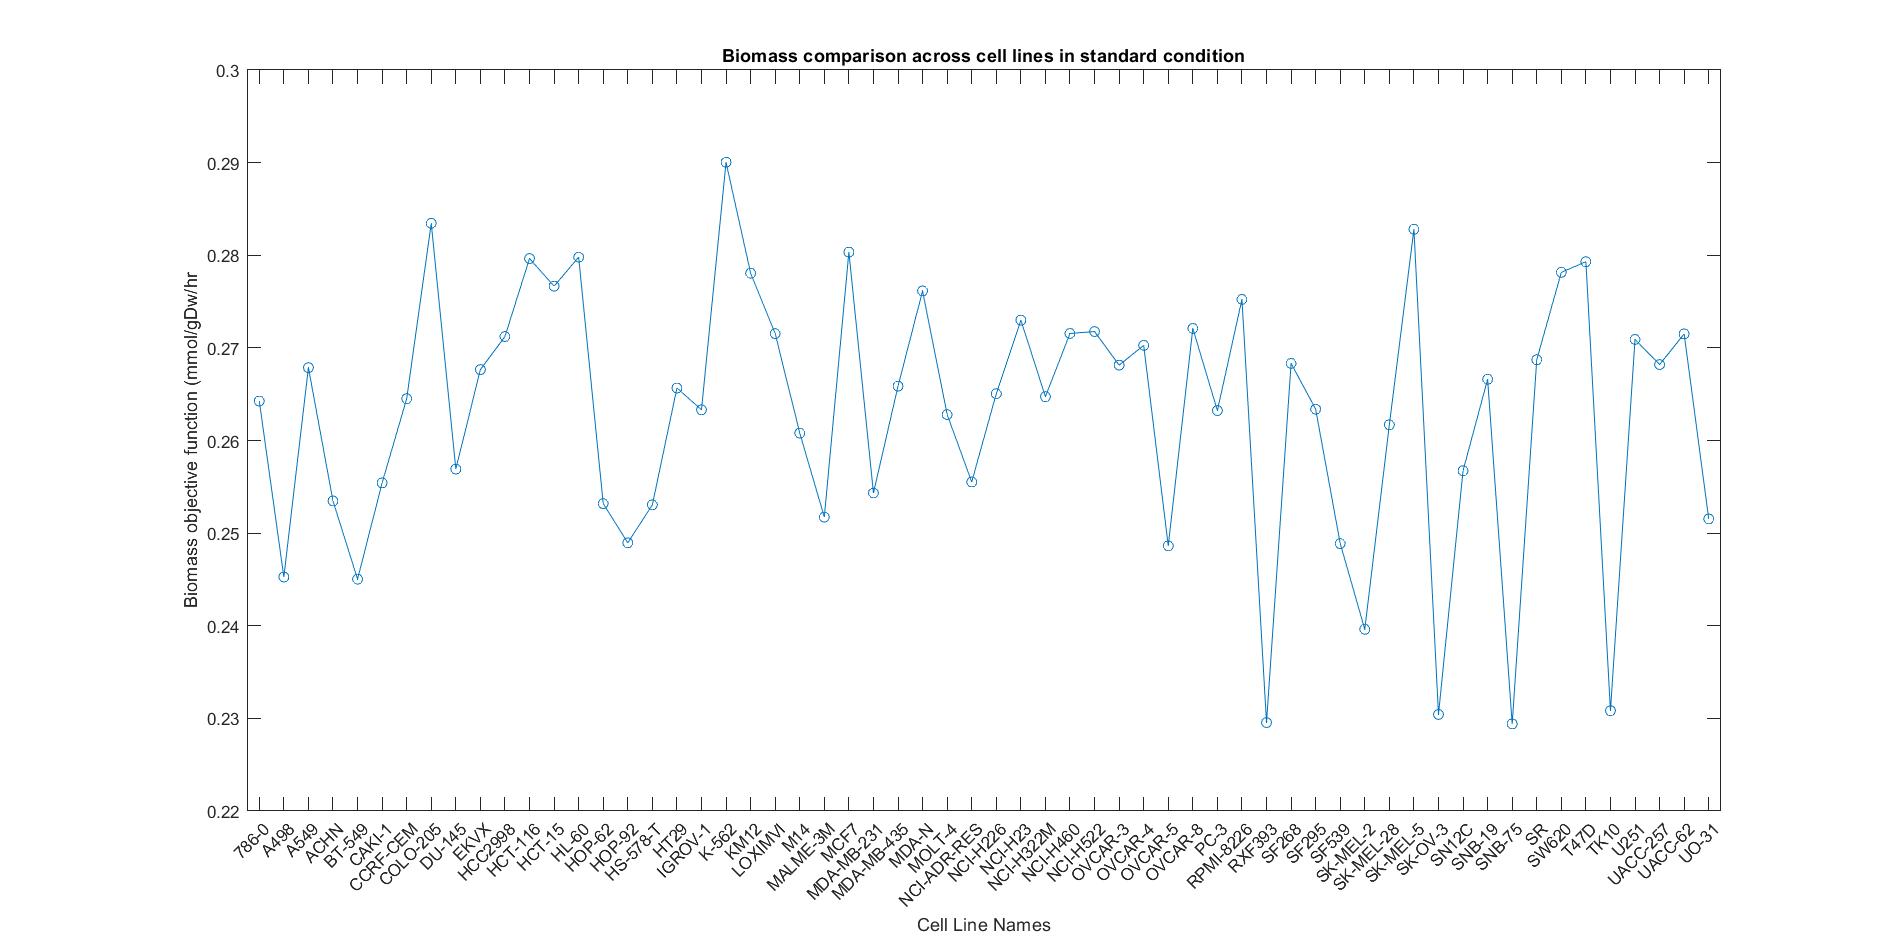 Biomass comparison across cell lines in standard condition
0.3
0.29
0.28
0.27
0.26
0.25
0.24
0.23
0.22
Biomass objective function (mmol/gDw/hr
786-0
A498
A549
ACHN
BT-549
CAKI-1
CCRF-CEM
COLO-205
DU-145
EKVX
HCC2998
HCT-116
HCT-15
HL-60
HOP-62
HOP-92
HS-578-T
HT29
IGROV-1
K-562
KM12
LOXIMVI
M14
MALME-3M
MCF7
MDA-MB-231
MDA-MB-435
MDA-N
MOLT-4
NCI-ADR-RES
NCI-H226
NCI-H23
NCI-H322M
NCI-H460
NCI-H522
OVCAR-3
OVCAR-4
OVCAR-5
OVCAR-8
PC-3
RPMI-8226
RXF393
SF268
SF295
SF539
SK-MEL-2
SK-MEL-28
SK-MEL-5
SK-OV-3
SN12C
SNB-19
SNB-75
SR
SW620
T47D
TK10
U251
UACC-257
UACC-62
UO-31
Cell Line Names